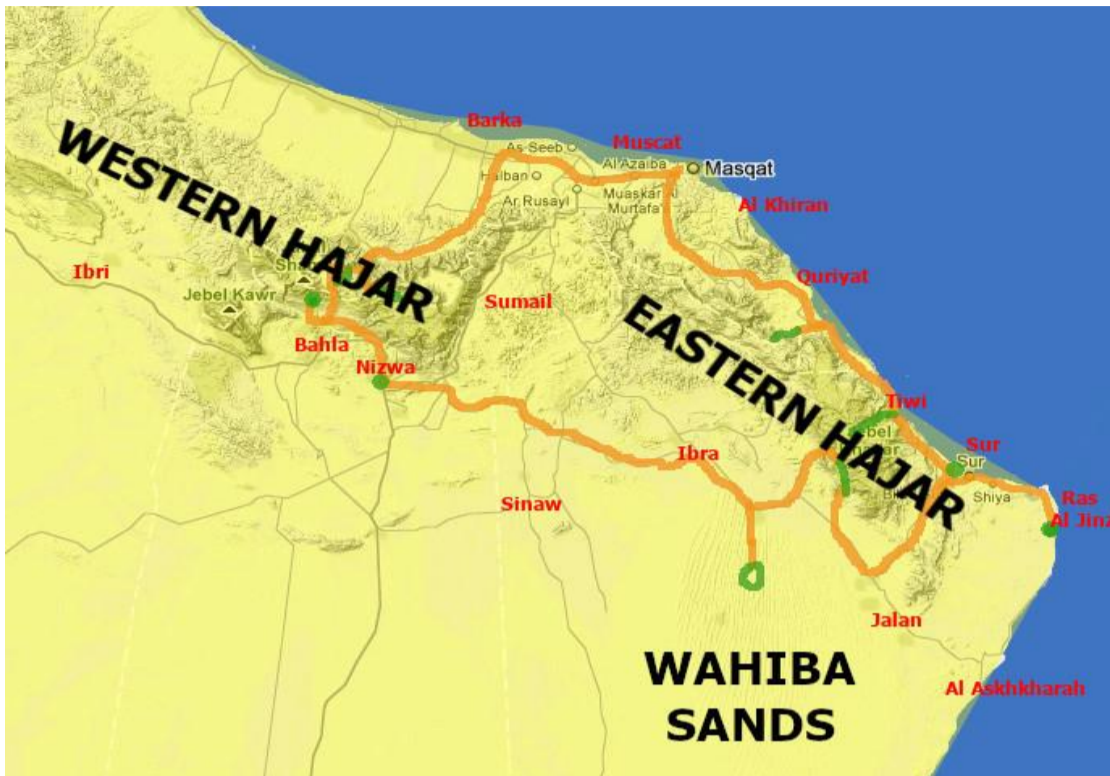 WESTERN HAJAR
Barka
As-Seeb
Muscat
Al Azaiba
Masqat
Halban
Ar Rusayl
Muaskar Al
Murtafa'
Al Khiran
Ibri
Jebel Kawr
Sumail
Quriyat
EASTERN HAJAR
Bahla
Nizwa
Tiwi
Ibra
Sur
Sur
Shiya
Sinaw
Ras
Al Jinz
Jalan
WAHIBA
SANDS
Al Askhkharah